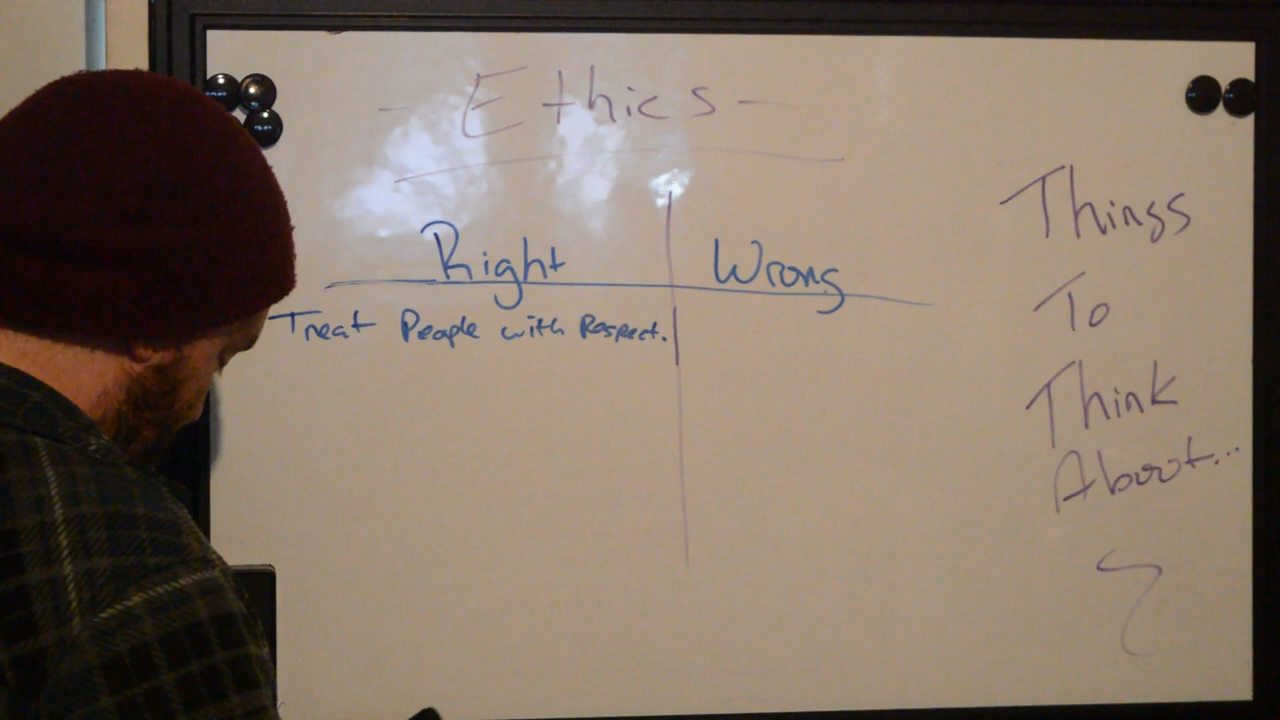 - Ethics -
Right
Wrong
Treat People with Respect.
Things
To
Think
About...